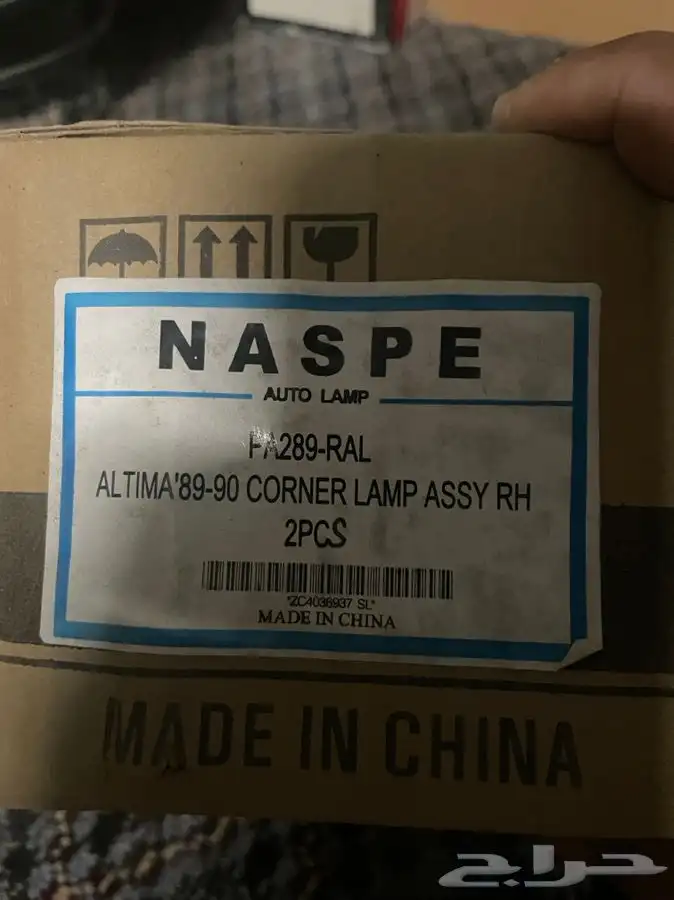 NASPE
AUTO LAMP
FA289-RAL
ALTIMA'89-90 CORNER LAMP ASSY RH
2PCS
*ZC4036937 SL*
MADE IN CHINA
MADE IN CHINA
حراج